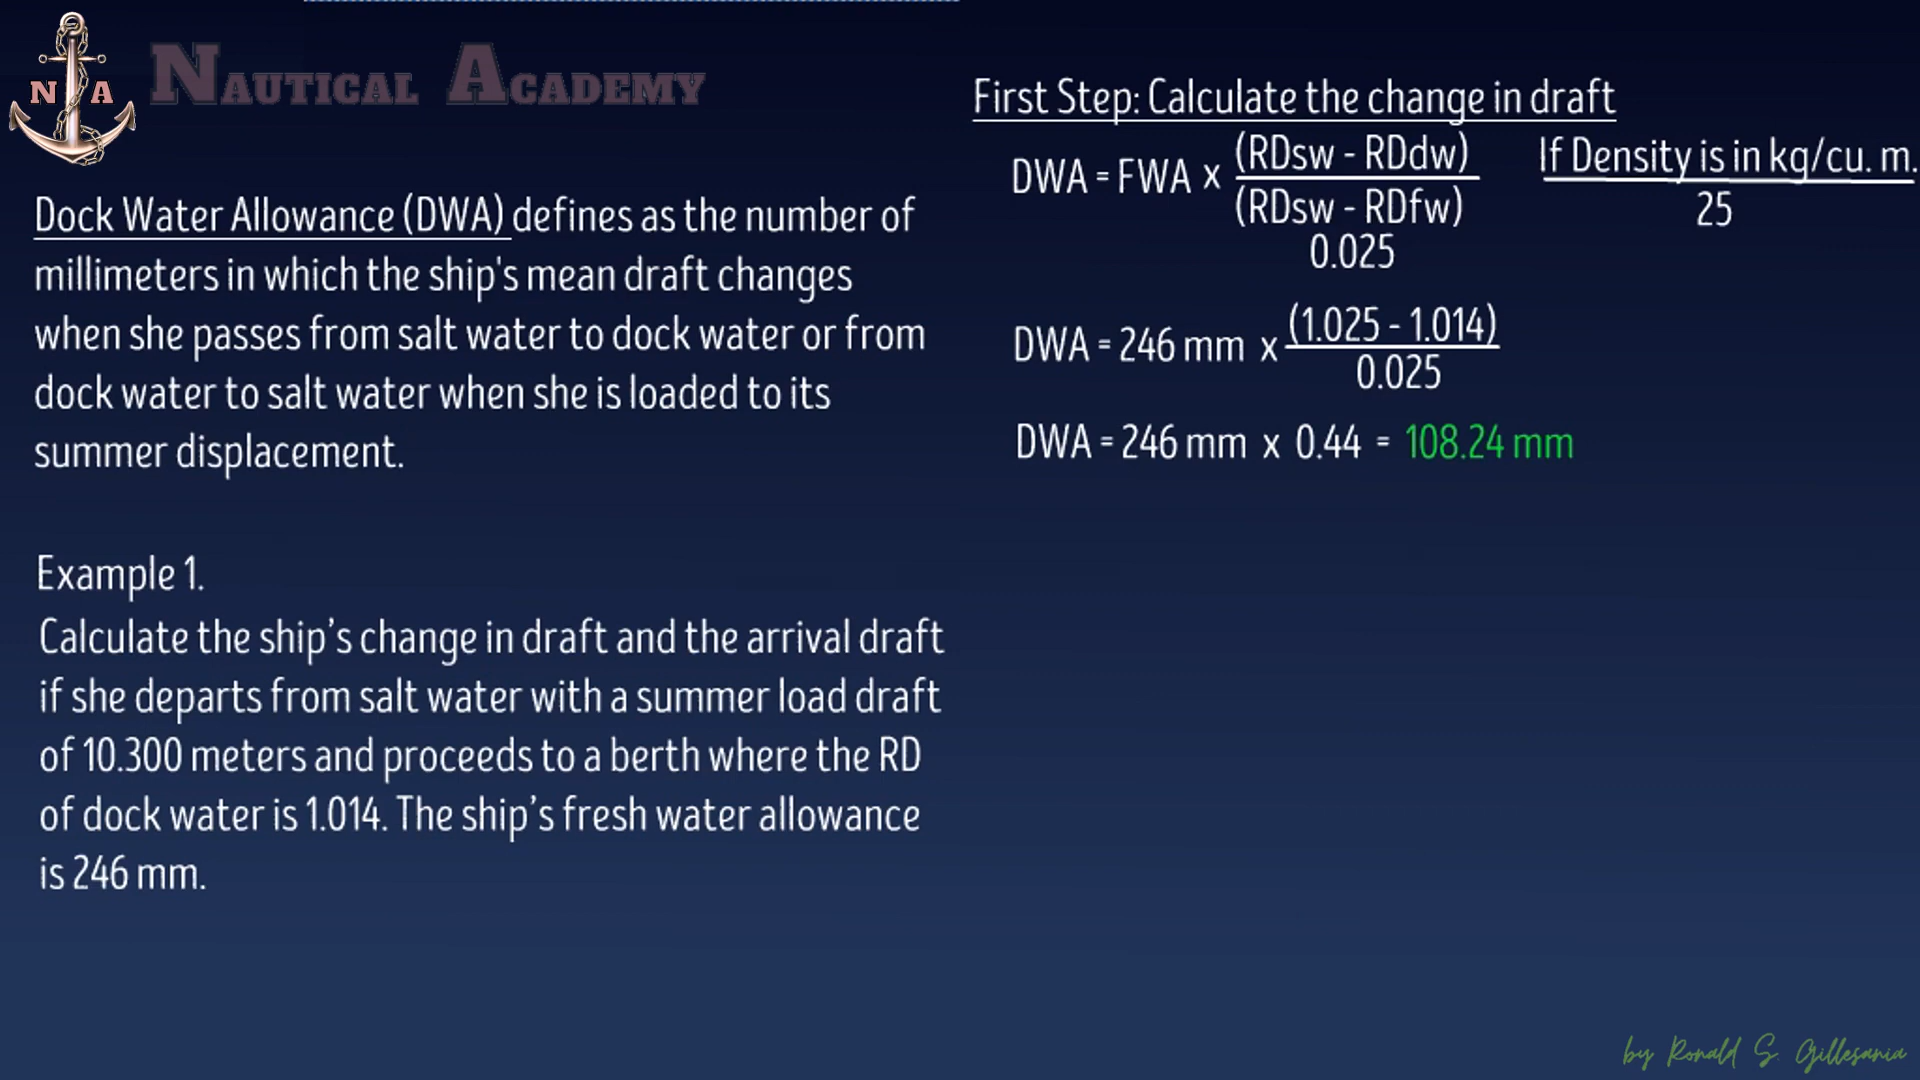 N A
NAUTICAL ACADEMY
Dock Water Allowance (DWA) defines as the number of
millimeters in which the ship's mean draft changes
when she passes from salt water to dock water or from
dock water to salt water when she is loaded to its
summer displacement.
Example 1.
Calculate the ship’s change in draft and the arrival draft
if she departs from salt water with a summer load draft
of 10.300 meters and proceeds to a berth where the RD
of dock water is 1.014. The ship’s fresh water allowance
is 246 mm.
First Step: Calculate the change in draft
DWA = FWA x (RDsw - RDdw)
(RDsw - RDfw)
0.025
If Density is in kg/cu. m.
25
DWA = 246 mm x (1.025 - 1.014)
0.025
DWA = 246 mm x 0.44 = 108.24 mm
by Ronald S. Gillesania